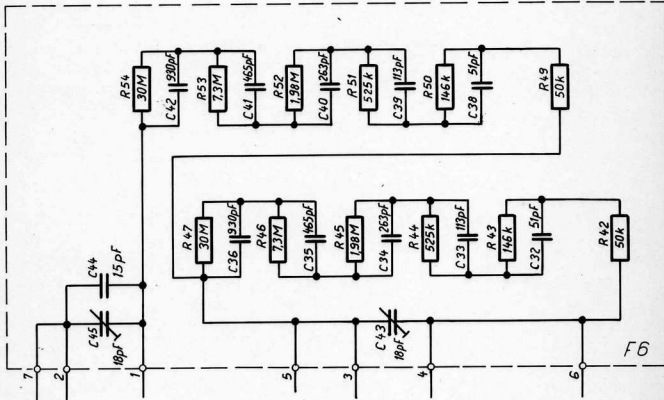 R54 30M C42 930pF R53 7,3M C41 465pF R52 1,98M C40 263pF R51 525k C39 113pF R50 146k C38 51pF R49 50k
R47 30M C36 930pF R46 7,3M C35 465pF R45 1,98M C34 263pF R44 525k C33 113pF R43 146k C32 51pF R42 50k
C44 15pF
C45 18pF
C43 18pF
F6
7 2 1 5 3 4 6